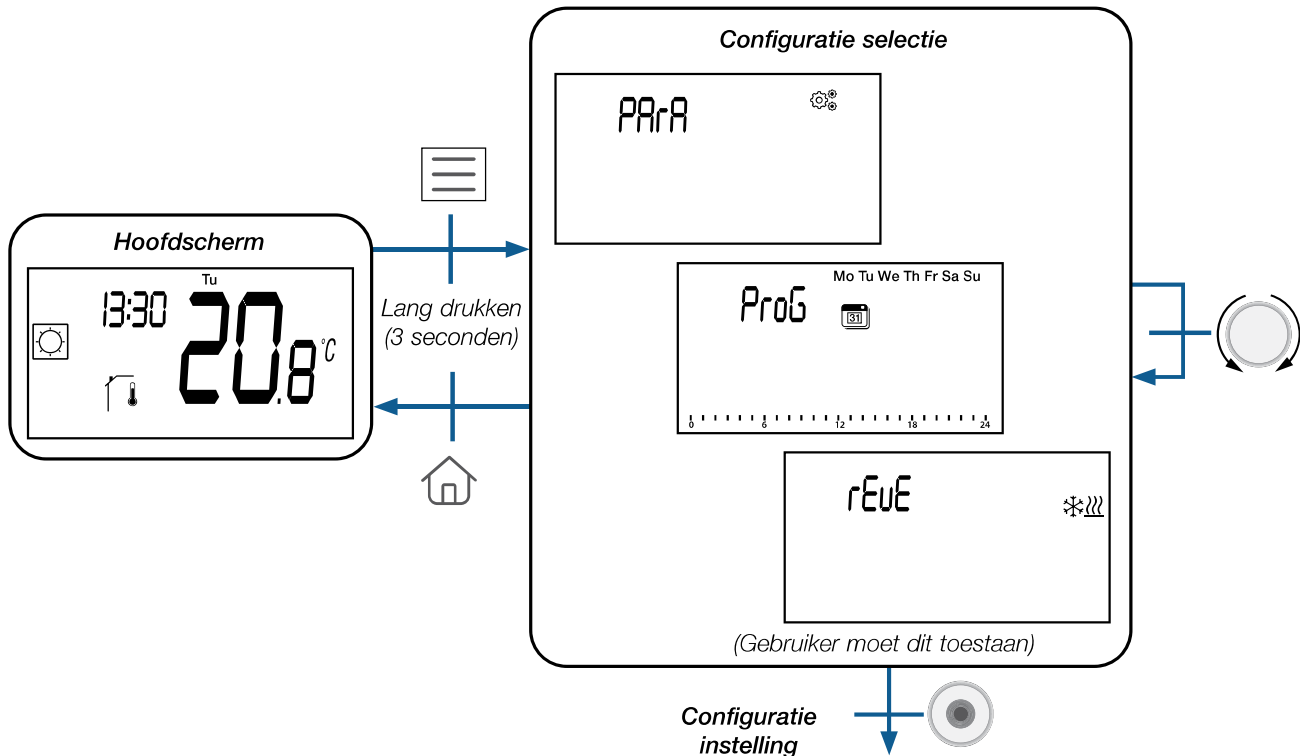 Configuratie selectie
PArA
Hoofdscherm
Tu
13:30
20.8 °C
Lang drukken
(3 seconden)
Mo Tu We Th Fr Sa Su
ProG
31
0 6 12 18 24
rEvE
(Gebruiker moet dit toestaan)
Configuratie
instelling